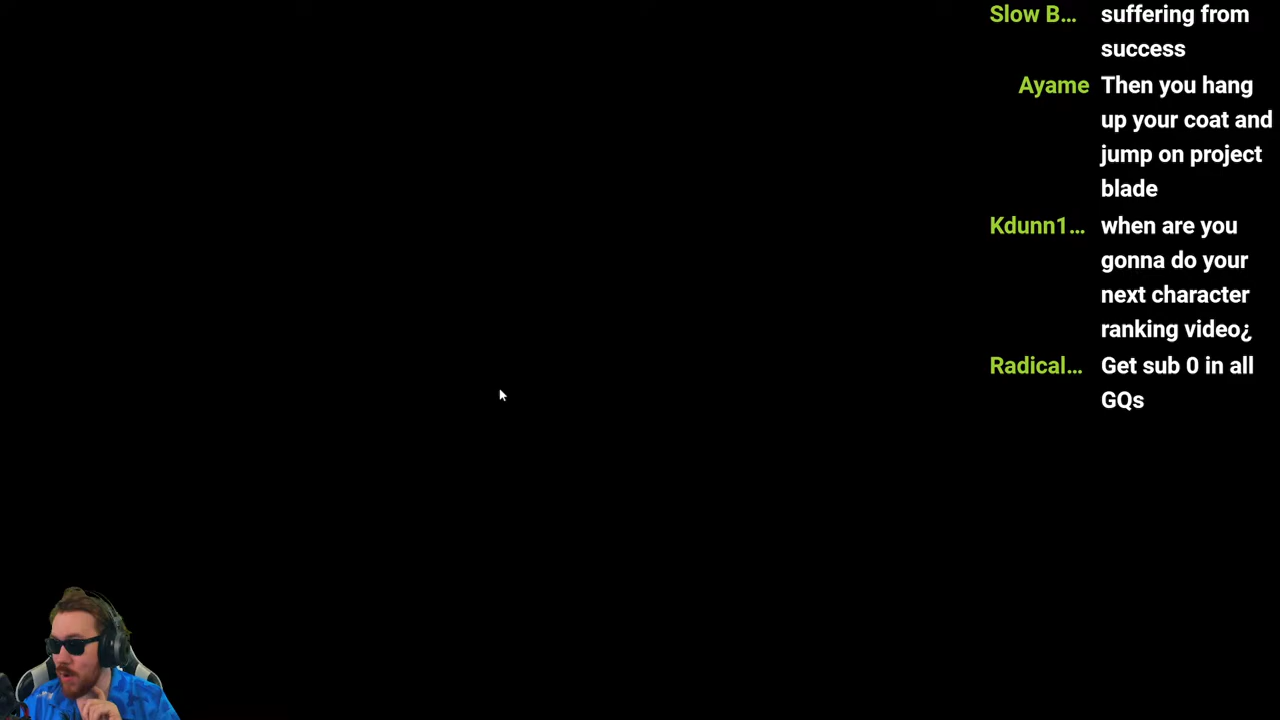 Slow B… suffering from
success
Ayame Then you hang
up your coat and
jump on project
blade
Kdunn1… when are you
gonna do your
next character
ranking video¿
Radical… Get sub 0 in all
GQs